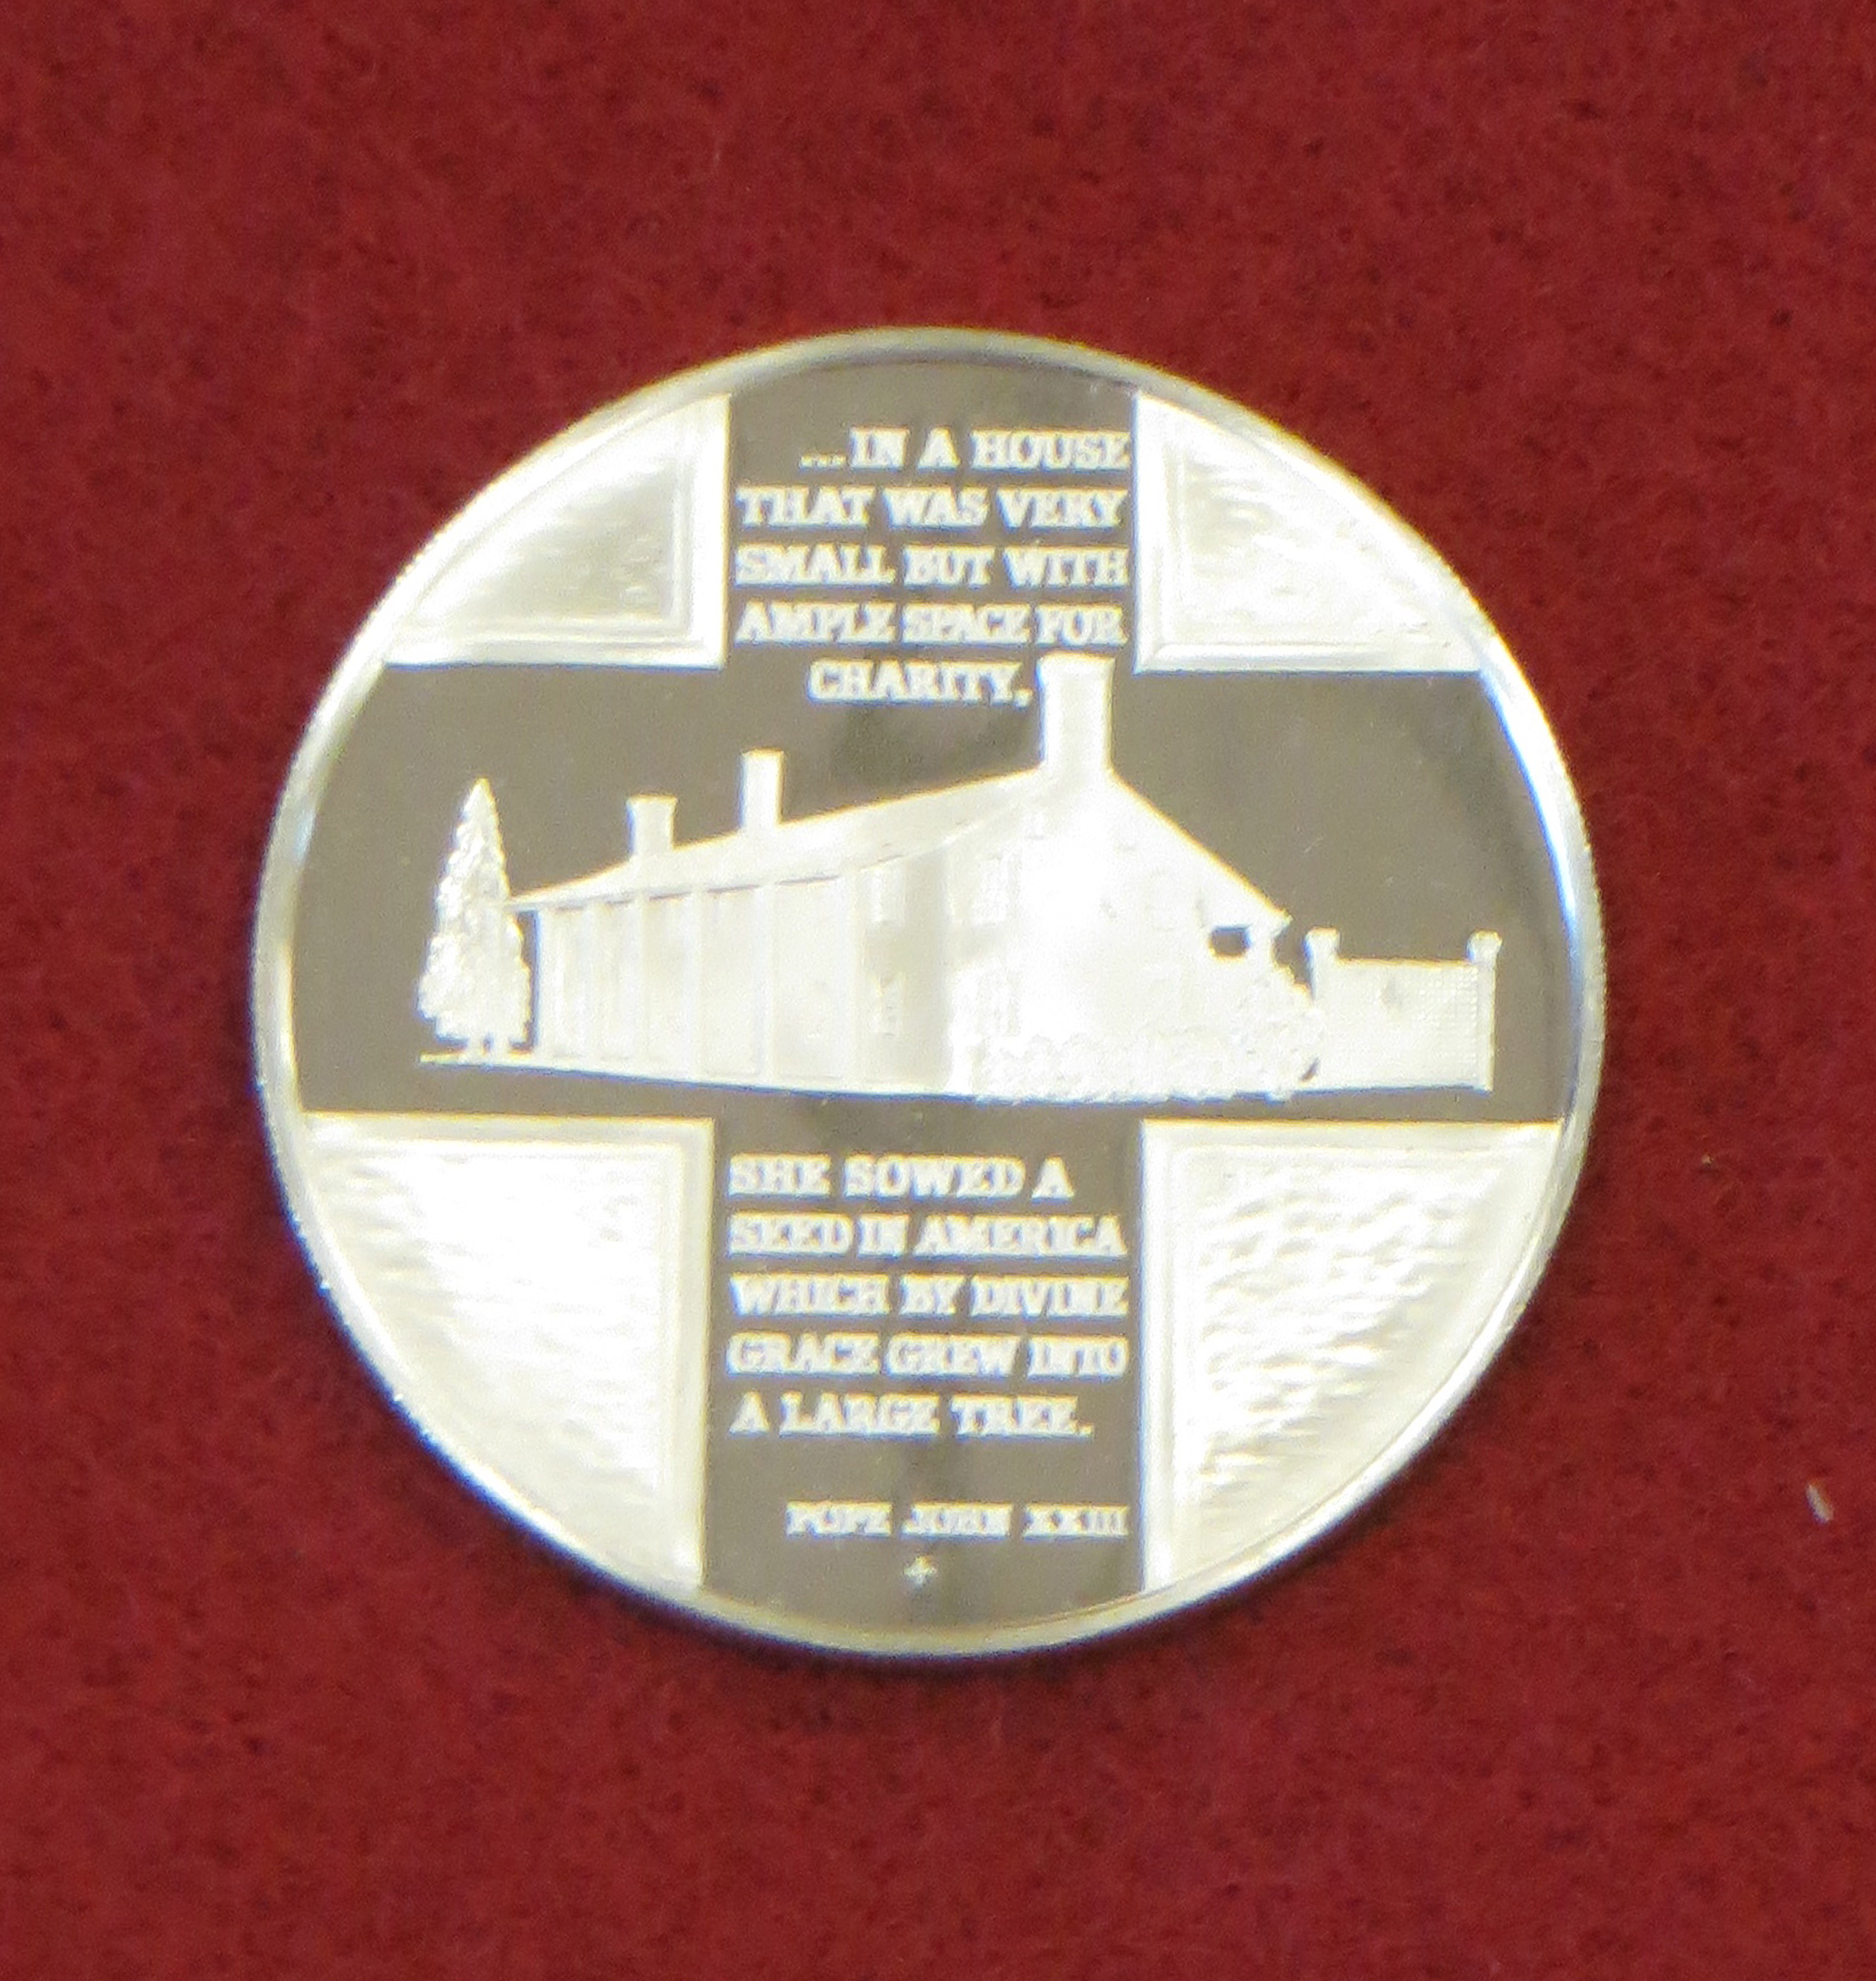 ...IN A HOUSE
THAT WAS VERY
SMALL BUT WITH
AMPLE SPACE FOR
CHARITY,
SHE SOWED A
SEED IN AMERICA
WHICH BY DIVINE
GRACE GREW INTO
A LARGE TREE.
POPE JOHN XXIII